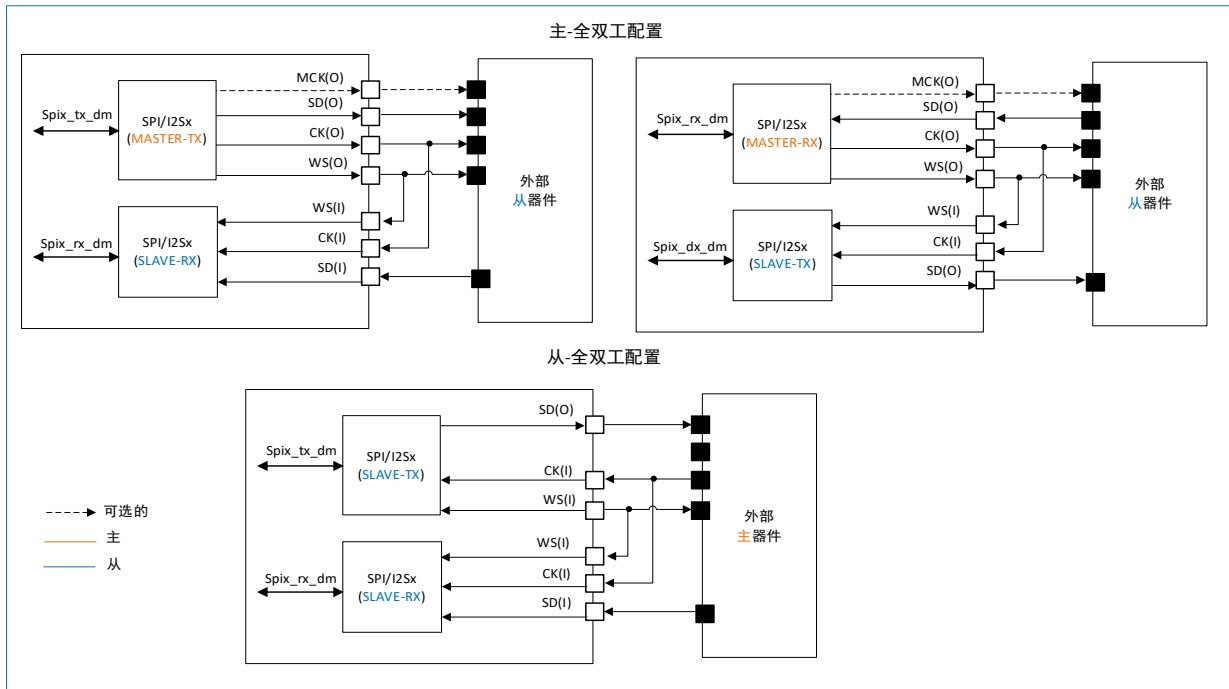 主-全双工配置
MCK(O)
SD(O)
Spix_tx_dm
SPI/I2Sx
(MASTER-TX)
CK(O)
WS(O)
外部
从器件
WS(I)
Spix_rx_dm
SPI/I2Sx
(SLAVE-RX)
CK(I)
SD(I)
MCK(O)
SD(O)
Spix_rx_dm
SPI/I2Sx
(MASTER-RX)
CK(O)
WS(O)
外部
从器件
WS(I)
Spix_dx_dm
SPI/I2Sx
(SLAVE-TX)
CK(I)
SD(O)
从-全双工配置
SD(O)
Spix_tx_dm
SPI/I2Sx
(SLAVE-TX)
CK(I)
WS(I)
外部
主器件
WS(I)
Spix_rx_dm
SPI/I2Sx
(SLAVE-RX)
CK(I)
SD(I)
可选的
主
从